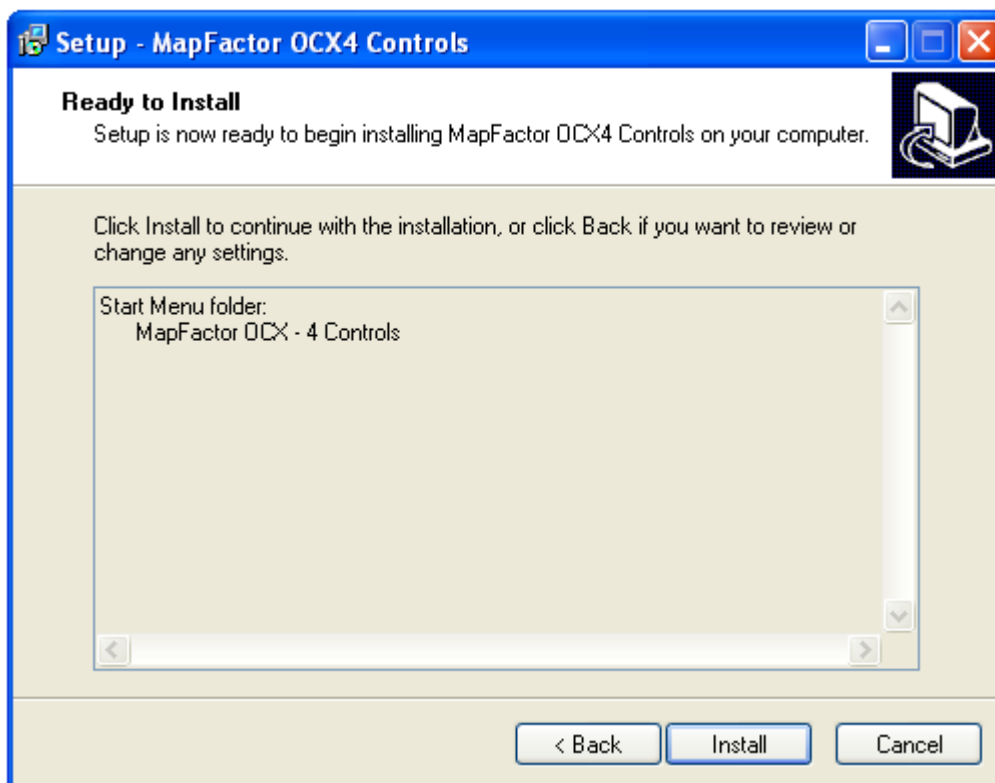 Setup - MapFactor OCX4 Controls
Ready to Install
Setup is now ready to begin installing MapFactor OCX4 Controls on your computer.
Click Install to continue with the installation, or click Back if you want to review or
change any settings.
Start Menu folder:
MapFactor OCX - 4 Controls
< Back
Install
Cancel